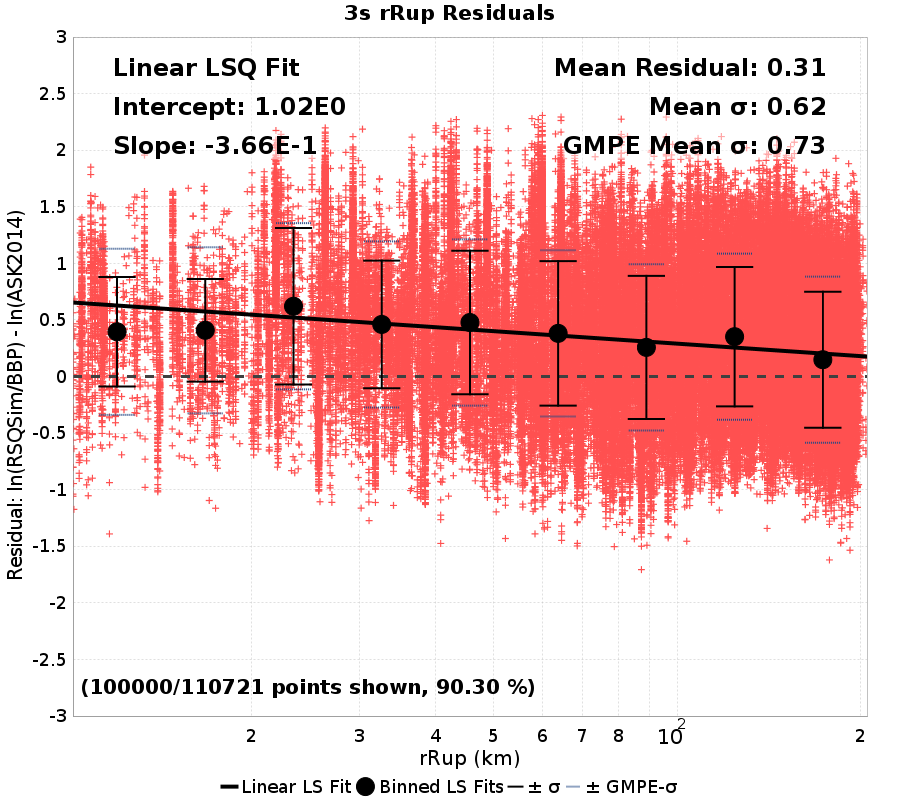 3s rRup Residuals
Linear LSQ Fit
Intercept: 1.02E0
Slope: -3.66E-1
Mean Residual: 0.31
Mean σ: 0.62
GMPE Mean σ: 0.73
Residual: ln(RSQSim/BBP) - ln(ASK2014)
3
2.5
2
1.5
1
0.5
0
-0.5
-1
-1.5
-2
-2.5
-3
(100000/110721 points shown, 90.30 %)
2 3 4 5 6 7 8 10² 2
rRup (km)
Linear LS Fit Binned LS Fits ± σ ± GMPE-σ